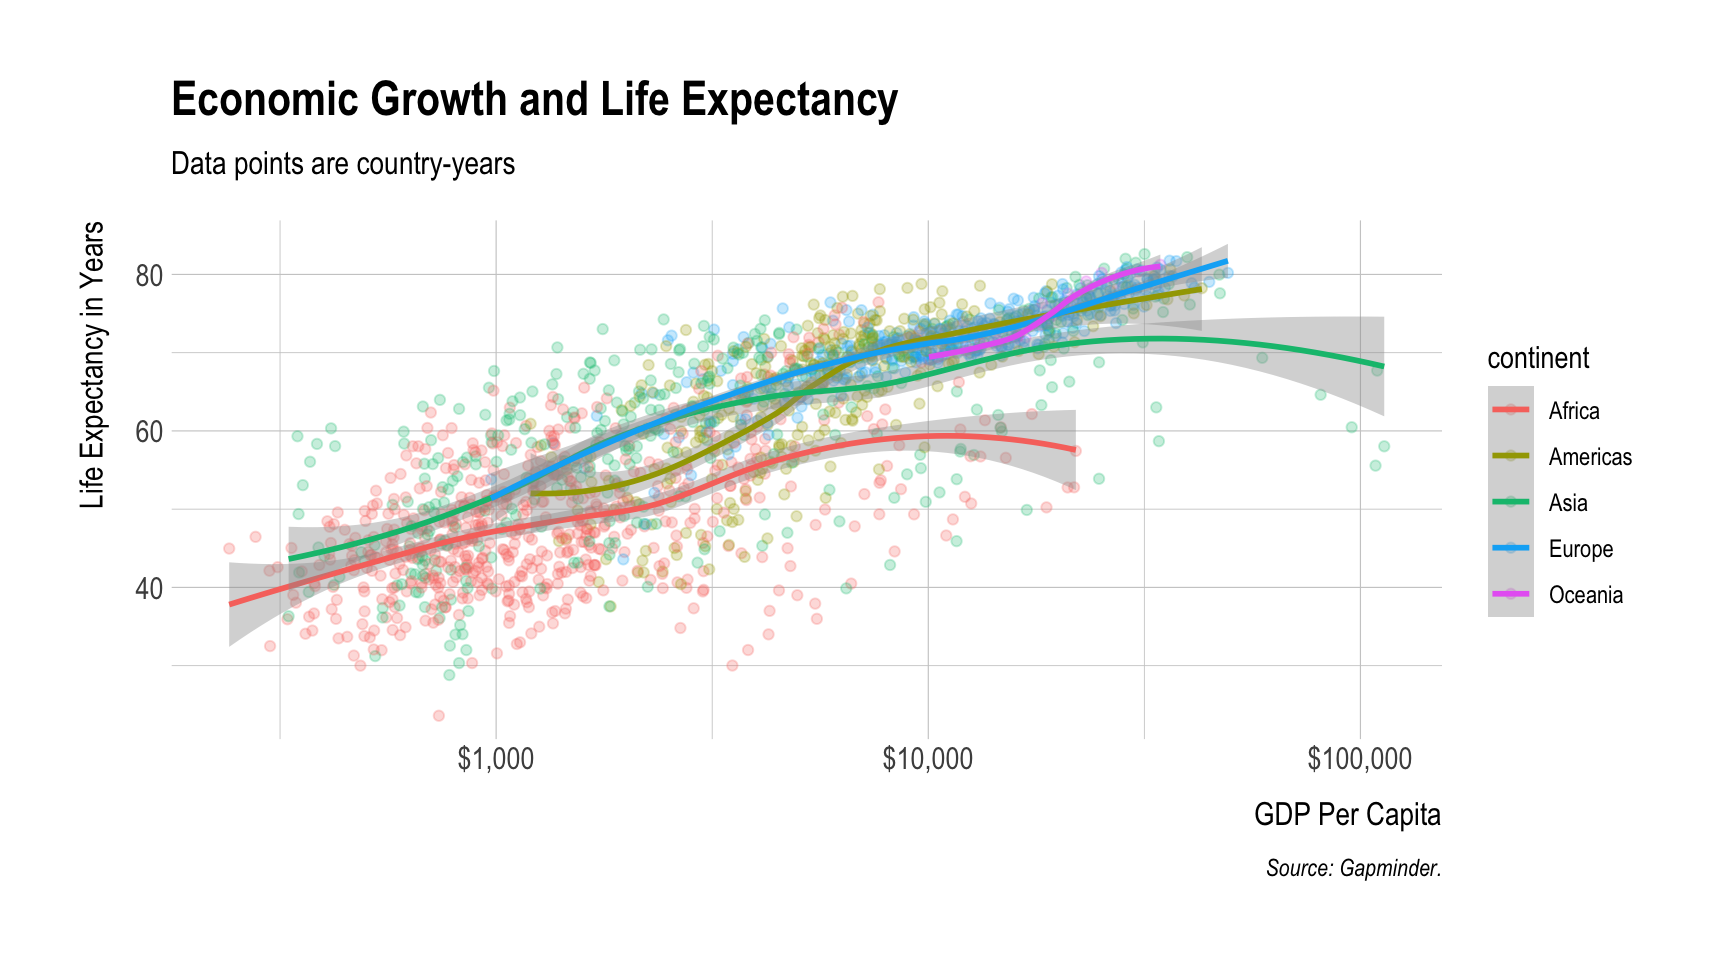 Economic Growth and Life Expectancy
Data points are country-years
Life Expectancy in Years
80
60
40
$1,000
$10,000
$100,000
GDP Per Capita
continent
Africa
Americas
Asia
Europe
Oceania
Source: Gapminder.